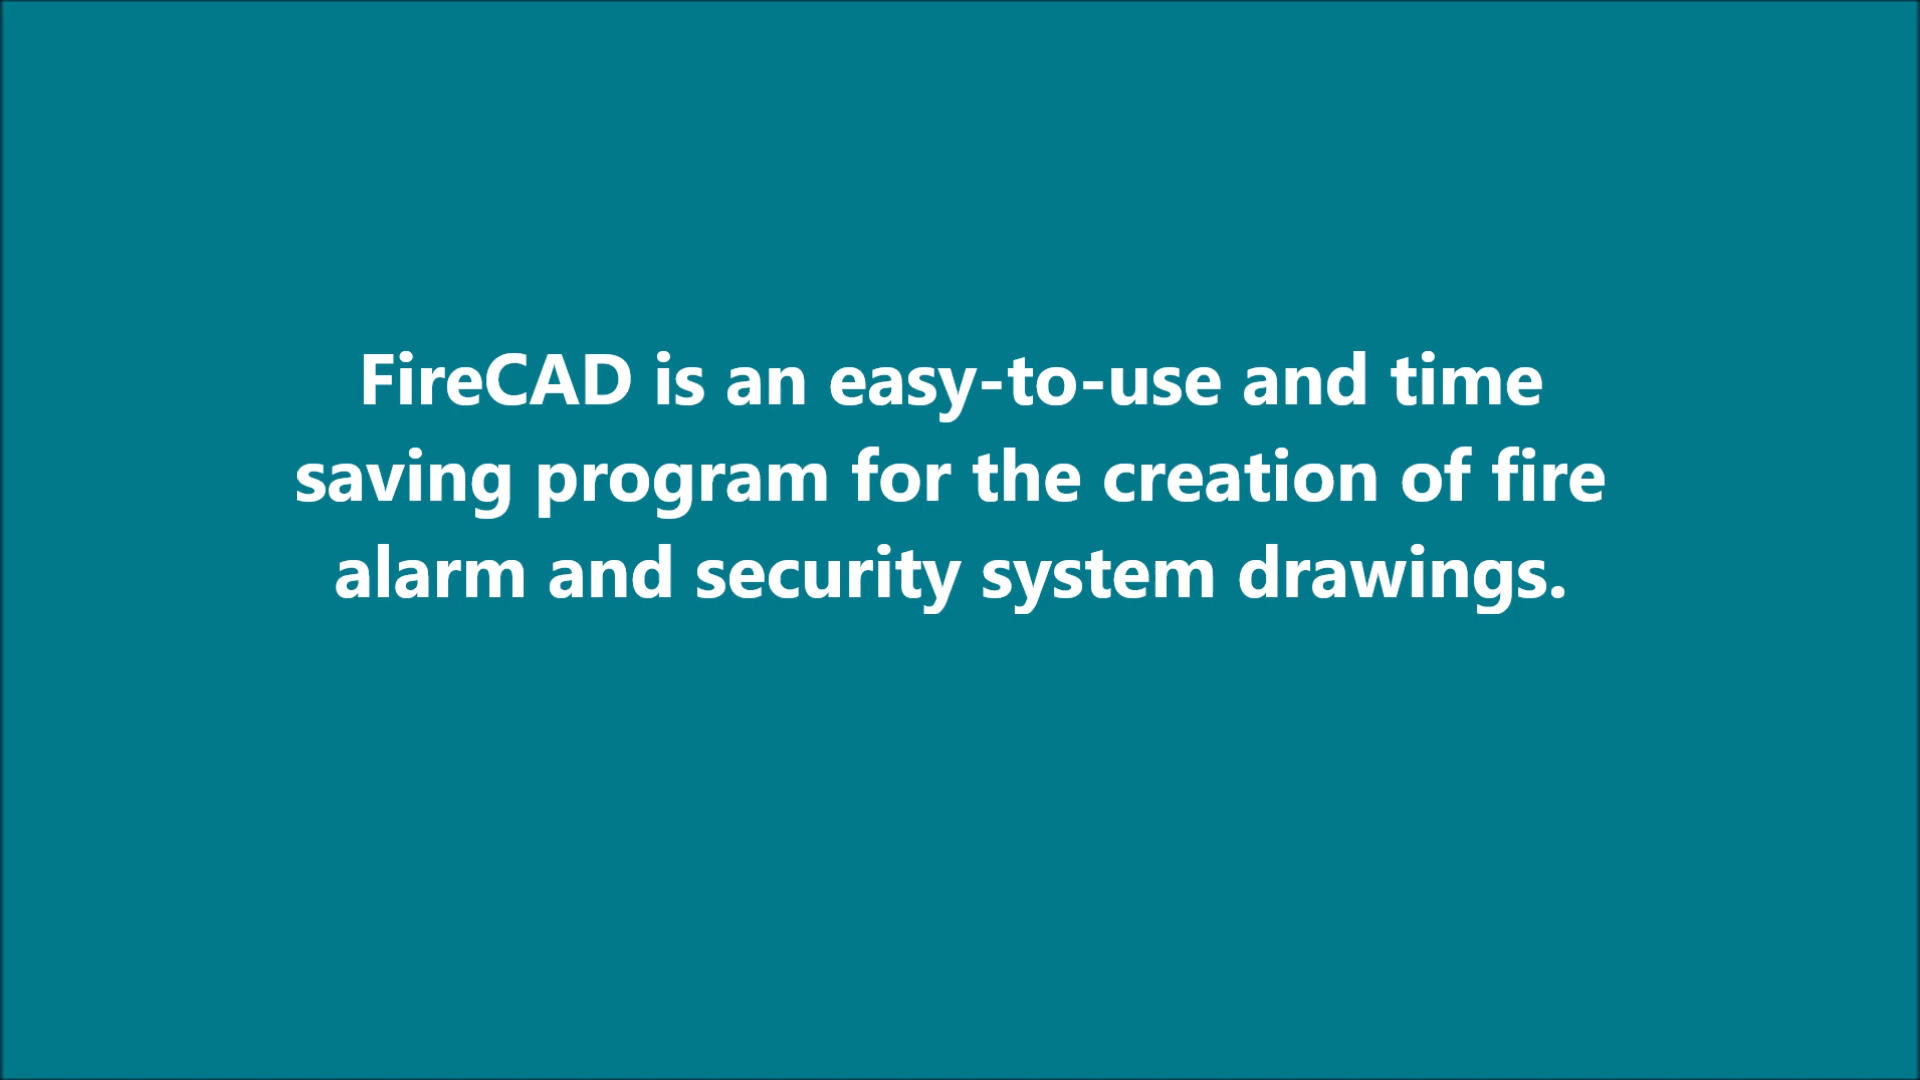 FireCAD is an easy-to-use and time
saving program for the creation of fire
alarm and security system drawings.